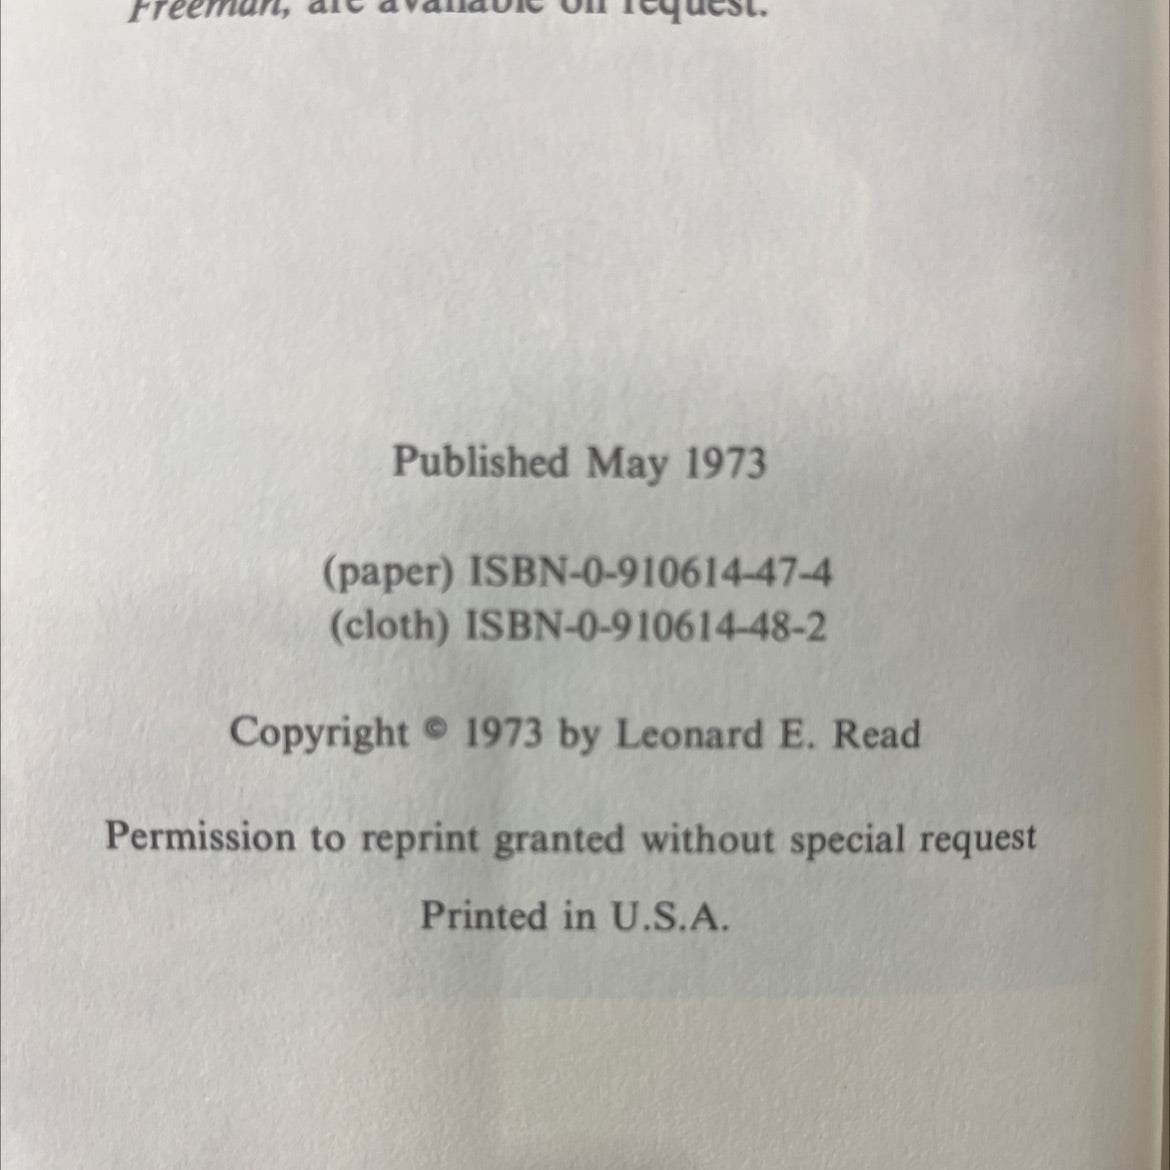 Freeman, are available on request.
Published May 1973
(paper) ISBN-0-910614-47-4
(cloth) ISBN-0-910614-48-2
Copyright © 1973 by Leonard E. Read
Permission to reprint granted without special request
Printed in U.S.A.